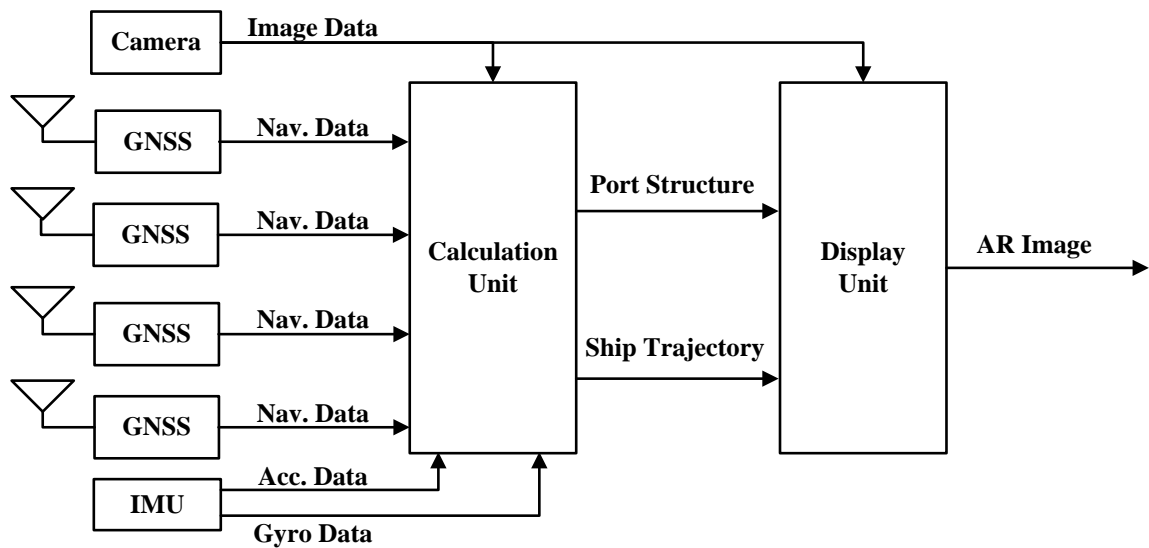 Camera
Image Data
GNSS
Nav. Data
GNSS
Nav. Data
GNSS
Nav. Data
GNSS
Nav. Data
IMU
Acc. Data
Gyro Data
Calculation
Unit
Port Structure
Ship Trajectory
Display
Unit
AR Image